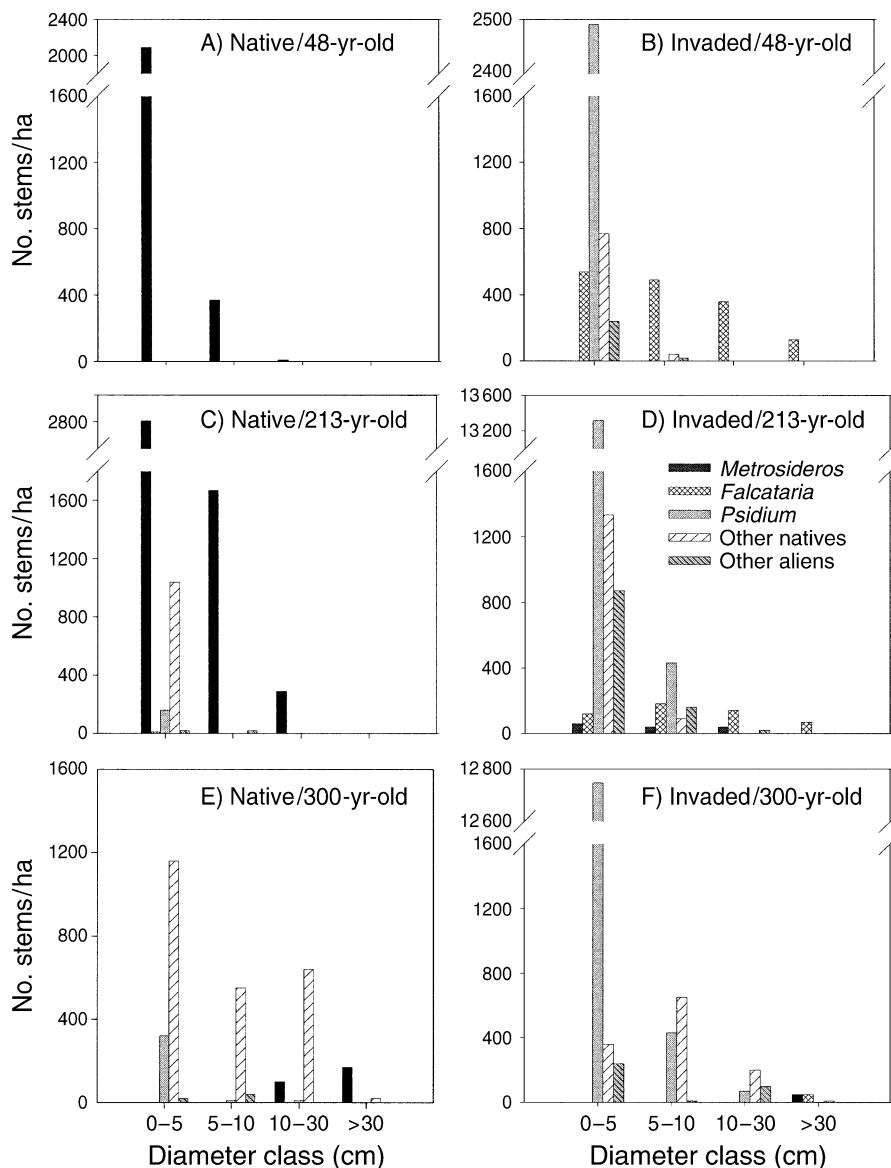 A) Native/48-yr-old
2400
2000
1600
1200
800
400
0
No. stems/ha
B) Invaded/48-yr-old
2500
2400
1600
1200
800
400
0
C) Native/213-yr-old
2800
1600
1200
800
400
0
No. stems/ha
D) Invaded/213-yr-old
13 600
13 200
1600
1200
800
400
0
Metrosideros
Falcataria
Psidium
Other natives
Other aliens
E) Native/300-yr-old
1600
1200
800
400
0
No. stems/ha
0–5 5–10 10–30 >30
Diameter class (cm)
F) Invaded/300-yr-old
12 800
12 600
1600
1200
800
400
0
0–5 5–10 10–30 >30
Diameter class (cm)